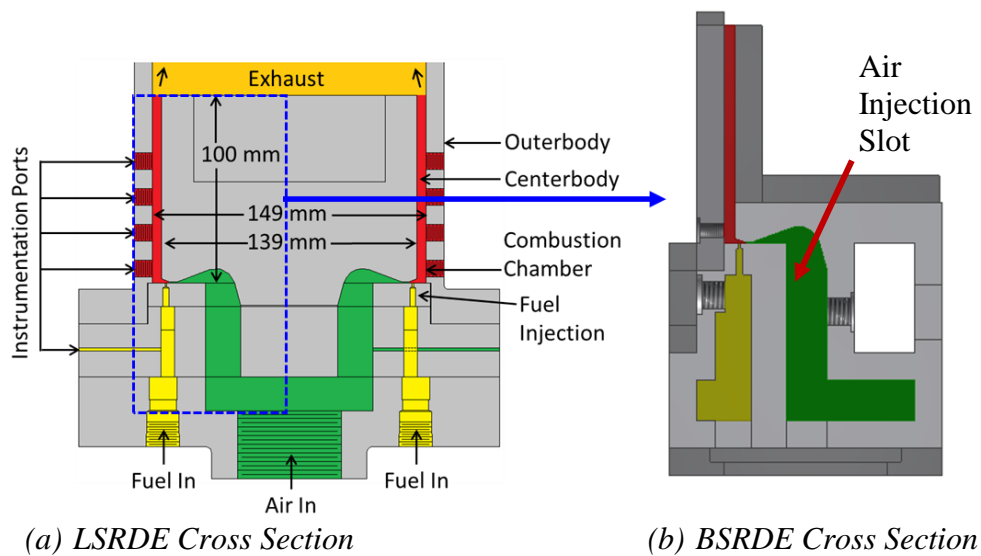 Exhaust
100 mm
149 mm
139 mm
Instrumentation Ports
Outerbody
Centerbody
Combustion
Chamber
Fuel
Injection
Fuel In
Air In
Fuel In
(a) LSRDE Cross Section
Air
Injection
Slot
(b) BSRDE Cross Section